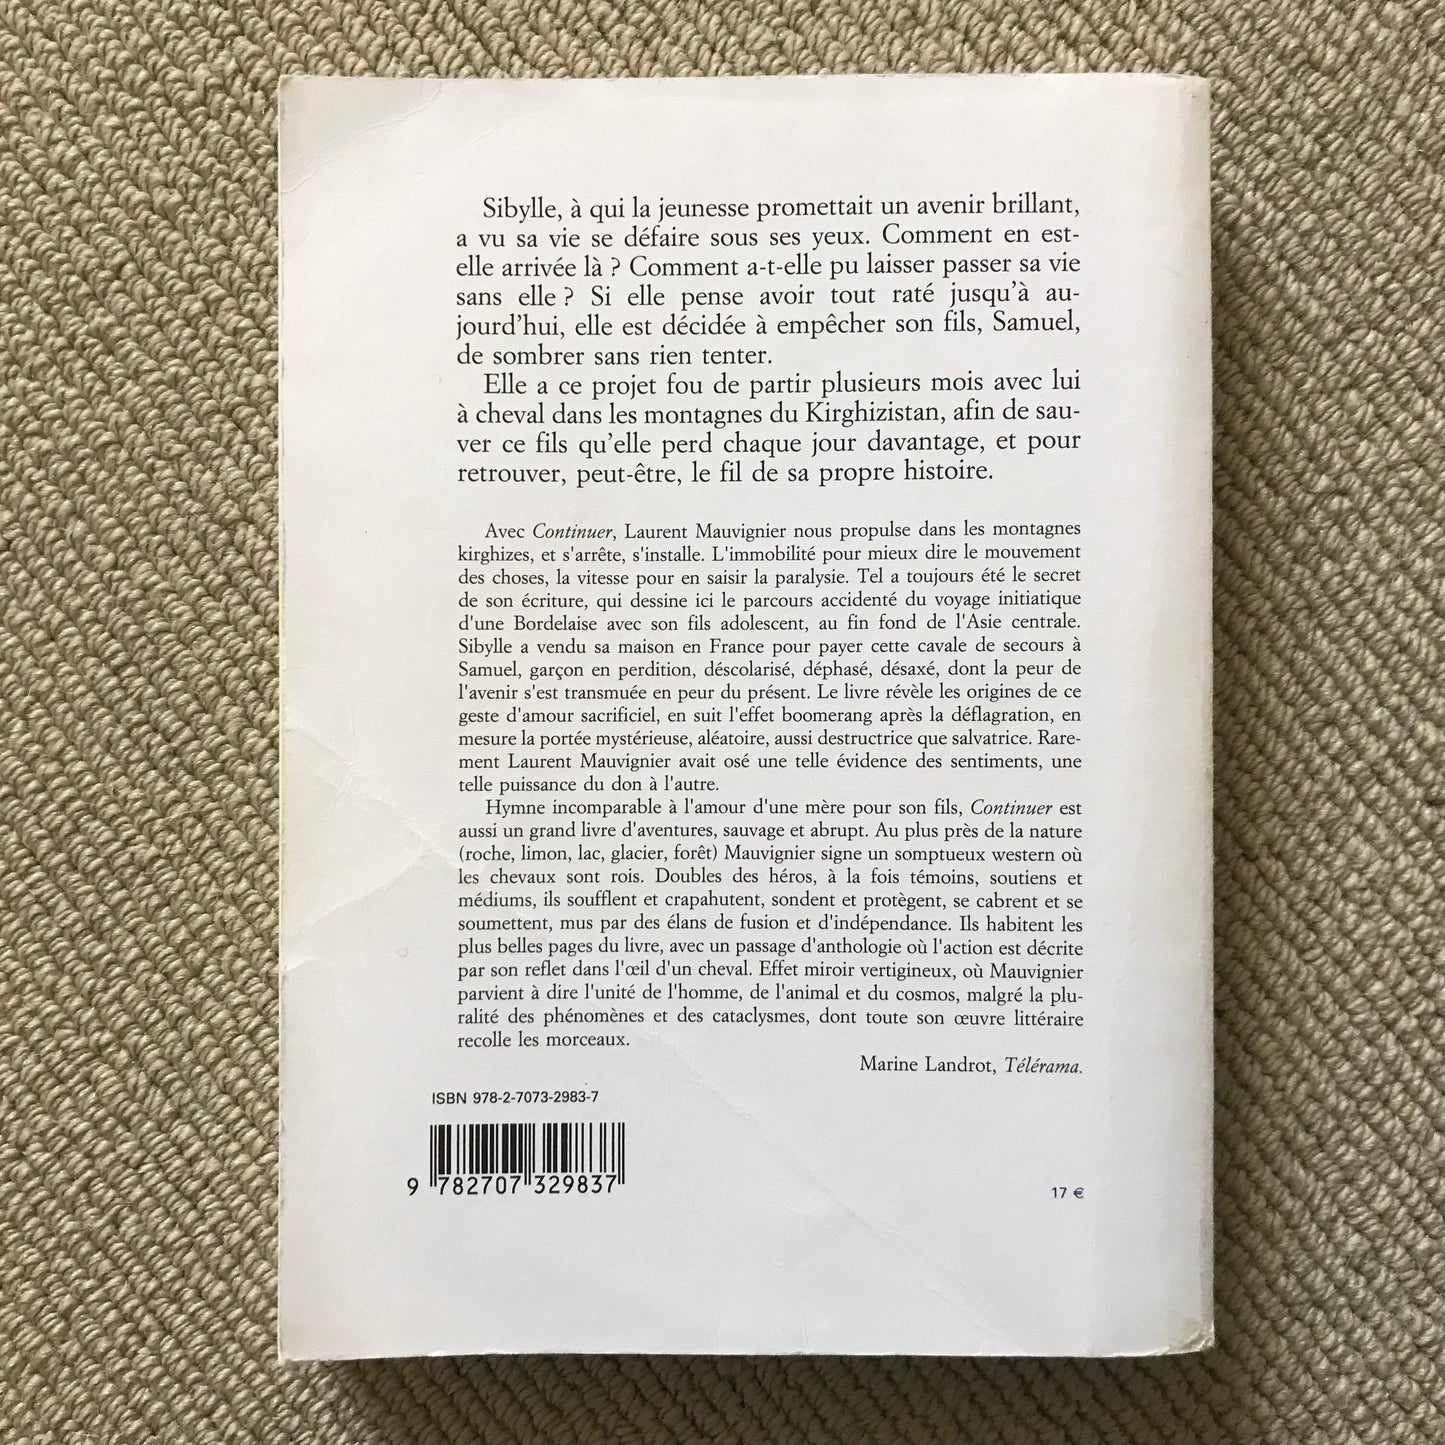 Sibylle, à qui la jeunesse promettait un avenir brillant,
a vu sa vie se défaire sous ses yeux. Comment en est-
elle arrivée là ? Comment a-t-elle pu laisser passer sa vie
sans elle ? Si elle pense avoir tout raté jusqu'à au-
jourd'hui, elle est décidée à empêcher son fils, Samuel,
de sombrer sans rien tenter.
Elle a ce projet fou de partir plusieurs mois avec lui
à cheval dans les montagnes du Kirghizistan, afin de sau-
ver ce fils qu'elle perd chaque jour davantage, et pour
retrouver, peut-être, le fil de sa propre histoire.
Avec Continuer, Laurent Mauvignier nous propulse dans les montagnes
kirghizes, et s'arrête, s'installe. L'immobilité pour mieux dire le mouvement
des choses, la vitesse pour en saisir la paralysie. Tel a toujours été le secret
de son écriture, qui dessine ici le parcours accidenté du voyage initiatique
d'une Bordelaise avec son fils adolescent, au fin fond de l'Asie centrale.
Sibylle a vendu sa maison en France pour payer cette cavale de secours à
Samuel, garçon en perdition, déscolarisé, déphasé, désaxé, dont la peur de
l'avenir s'est transmuée en peur du présent. Le livre révèle les origines de ce
geste d'amour sacrificiel, en suit l'effet boomerang après la déflagration, en
mesure la portée mystérieuse, aléatoire, aussi destructrice que salvatrice. Rare-
ment Laurent Mauvignier avait osé une telle évidence des sentiments, une
telle puissance du don à l'autre.
Hymne incomparable à l'amour d'une mère pour son fils, Continuer est
aussi un grand livre d'aventures, sauvage et abrupt. Au plus près de la nature
(roche, limon, lac, glacier, forêt) Mauvignier signe un somptueux western où
les chevaux sont rois. Doubles des héros, à la fois témoins, soutiens et
médiums, ils soufflent et crapahutent, sondent et protègent, se cabrent et se
soumettent, mus par des élans de fusion et d'indépendance. Ils habitent les
plus belles pages du livre, avec un passage d'anthologie où l'action est décrite
par son reflet dans l'œil d'un cheval. Effet miroir vertigineux, où Mauvignier
parvient à dire l'unité de l'homme, de l'animal et du cosmos, malgré la plu-
ralité des phénomènes et des cataclysmes, dont toute son œuvre littéraire
recolle les morceaux.
Marine Landrot, Télérama.
ISBN 978-2-7073-2983-7
9 782707 329837
17 €